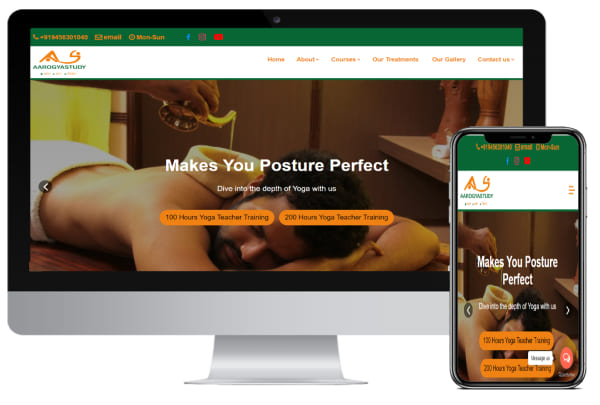 +918456301040 email Mon-Sun
AAROGYASTUDY
Home About Courses Our Treatments Our Gallery Contact us
Makes You Posture Perfect
Dive into the depth of Yoga with us
100 Hours Yoga Teacher Training 200 Hours Yoga Teacher Training
+918456301040 email Mon-Sun
AAROGYASTUDY
Makes You Posture
Perfect
Dive into the depth of Yoga with us
100 Hours Yoga Teacher Training
Message us
200 Hours Yoga Teacher Training